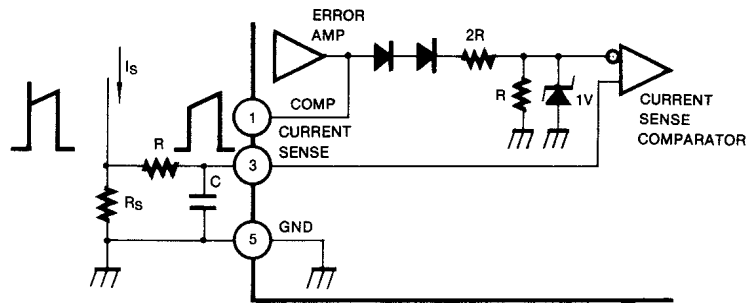 ERROR
AMP
2R
IS
COMP
R
1V
1
CURRENT
SENSE
CURRENT
SENSE
COMPARATOR
R
3
C
RS
GND
5